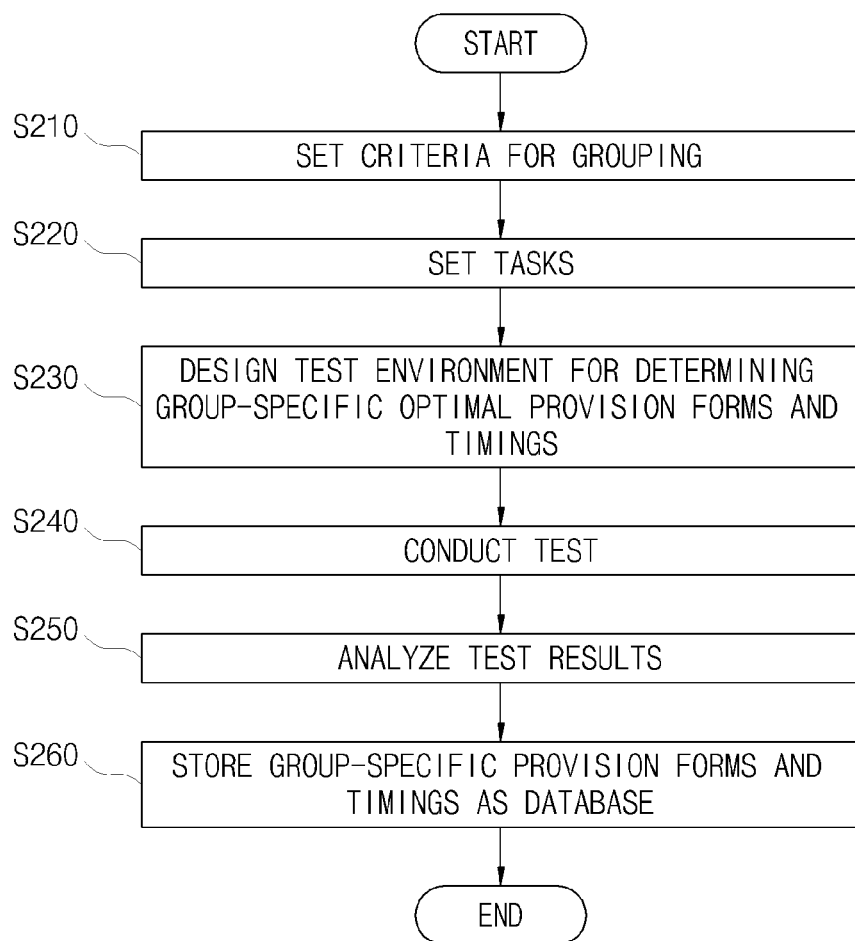 START
S210
SET CRITERIA FOR GROUPING
S220
SET TASKS
S230
DESIGN TEST ENVIRONMENT FOR DETERMINING
GROUP-SPECIFIC OPTIMAL PROVISION FORMS AND
TIMINGS
S240
CONDUCT TEST
S250
ANALYZE TEST RESULTS
S260
STORE GROUP-SPECIFIC PROVISION FORMS AND
TIMINGS AS DATABASE
END